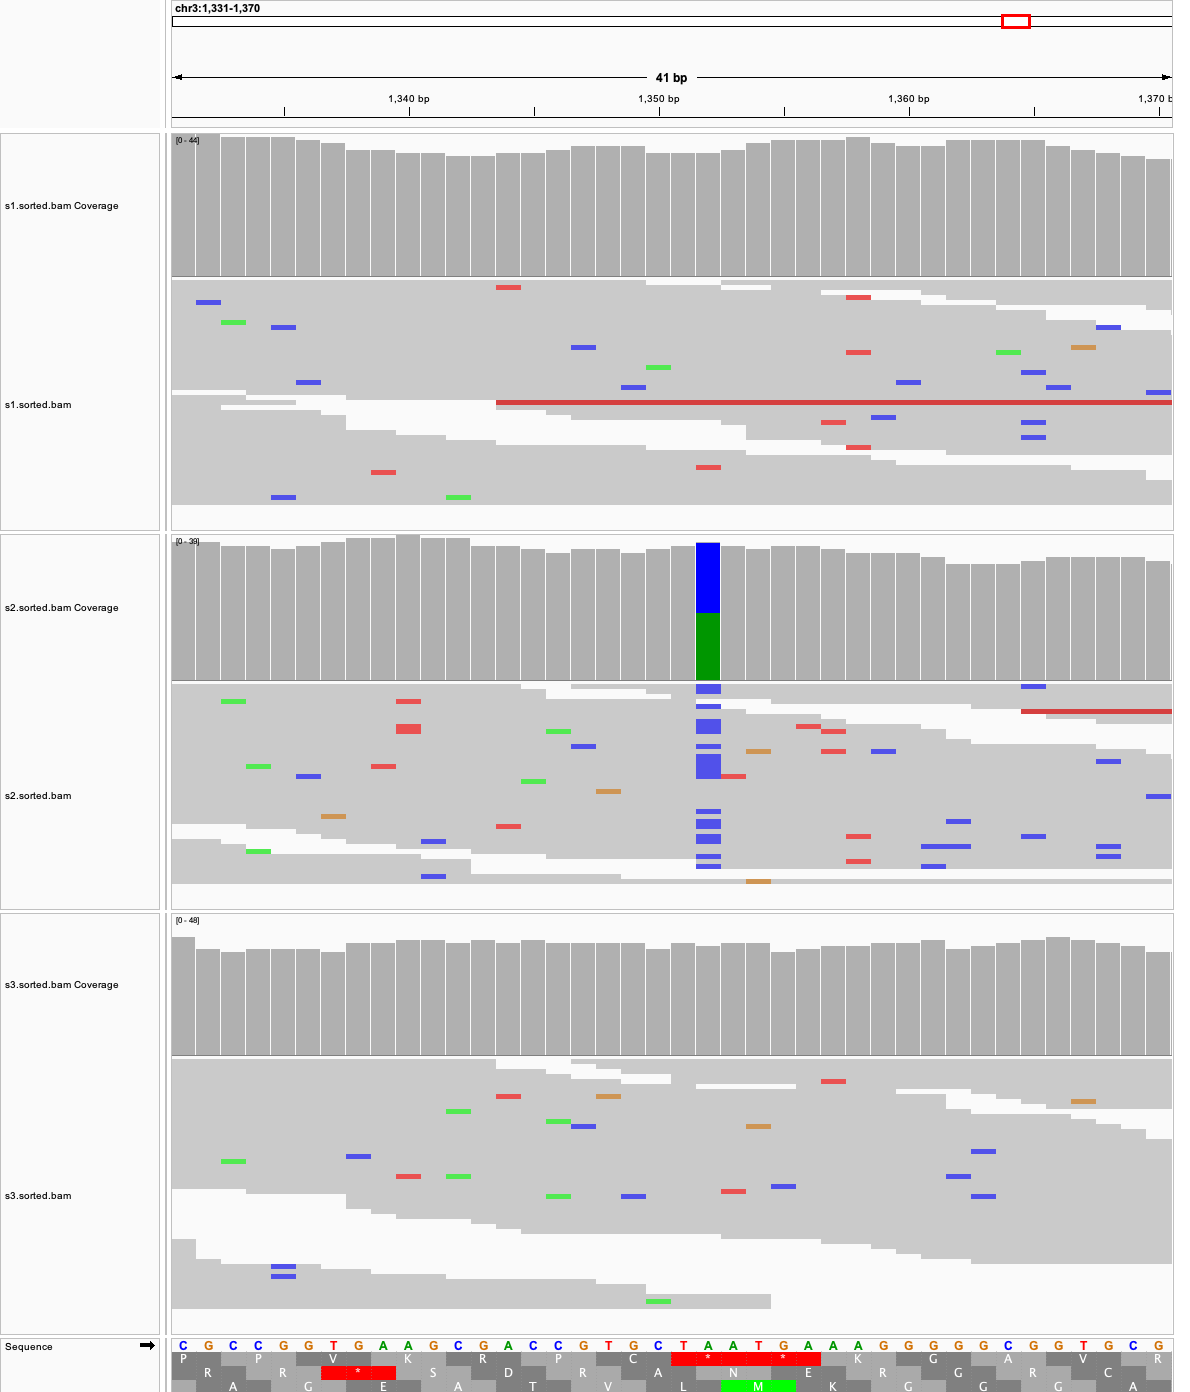 chr3:1,331-1,370
41 bp
1,340 bp 1,350 bp 1,360 bp 1,370 b
[0 - 44]
s1.sorted.bam Coverage
s1.sorted.bam
[0 - 39]
s2.sorted.bam Coverage
s2.sorted.bam
[0 - 48]
s3.sorted.bam Coverage
s3.sorted.bam
Sequence C G C C G G T G A A G C G A C C G T G C T A A T G A A A G G G G G C G G T G C G
P P V K R P C * * K G A V R
R R * S D R A N E R G R C
A G E A T V L M K G G G A